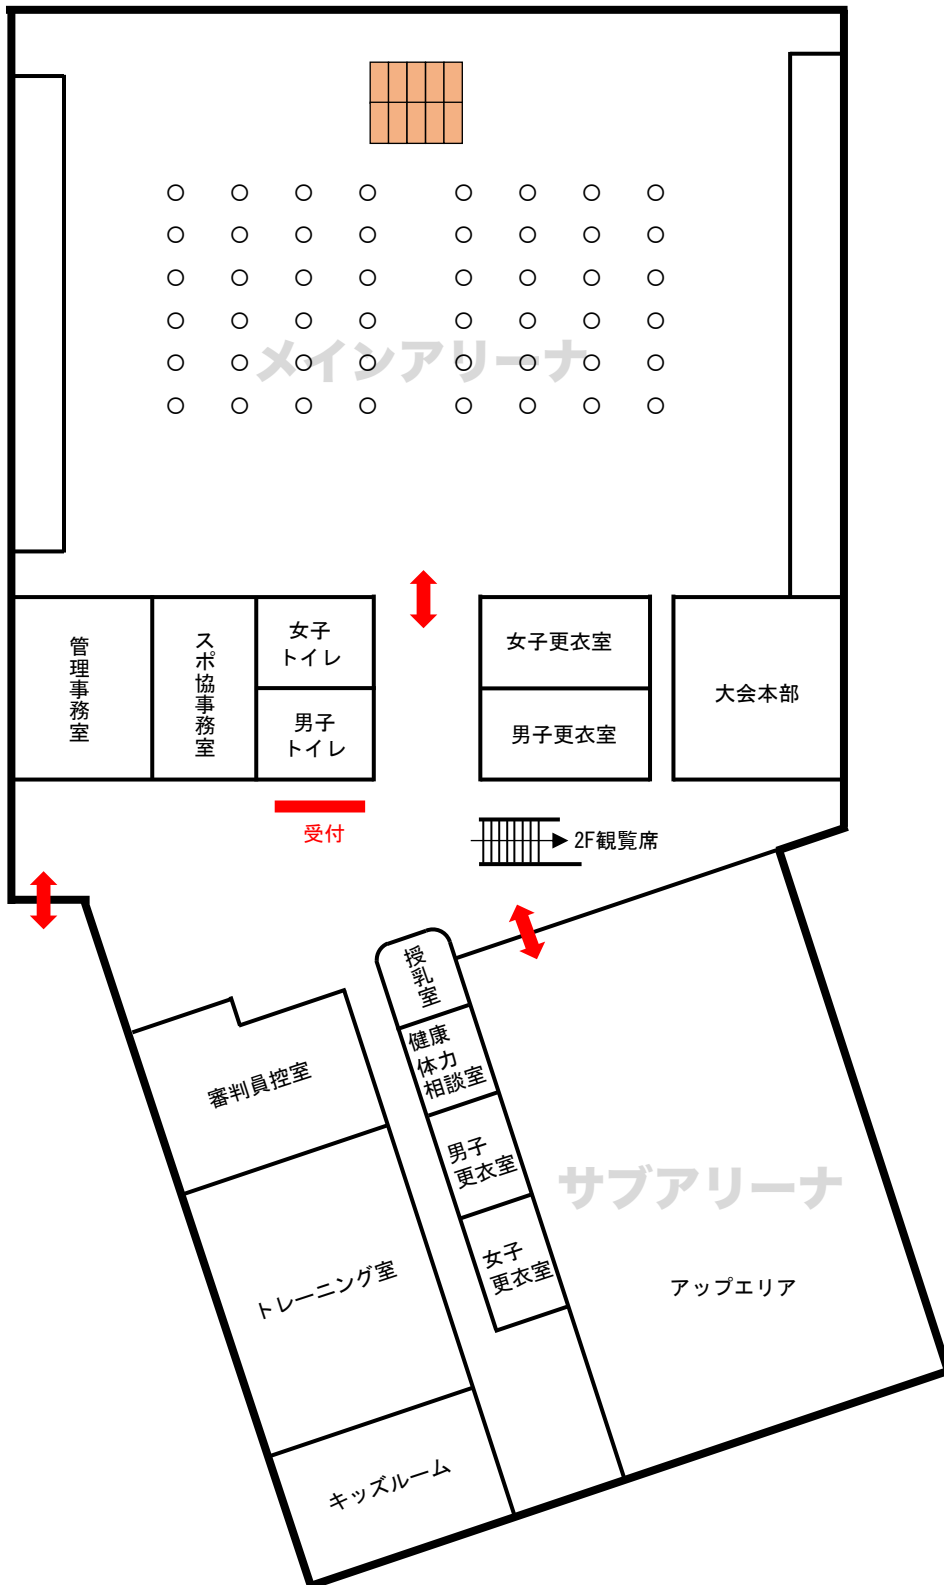 メインアリーナ
管理事務室
スポ協事務室
女子
トイレ
男子
トイレ
女子更衣室
男子更衣室
大会本部
受付
2F観覧席
授乳室
健康
体力
相談室
男子
更衣室
女子
更衣室
審判員控室
トレーニング室
キッズルーム
サブアリーナ
アップエリア